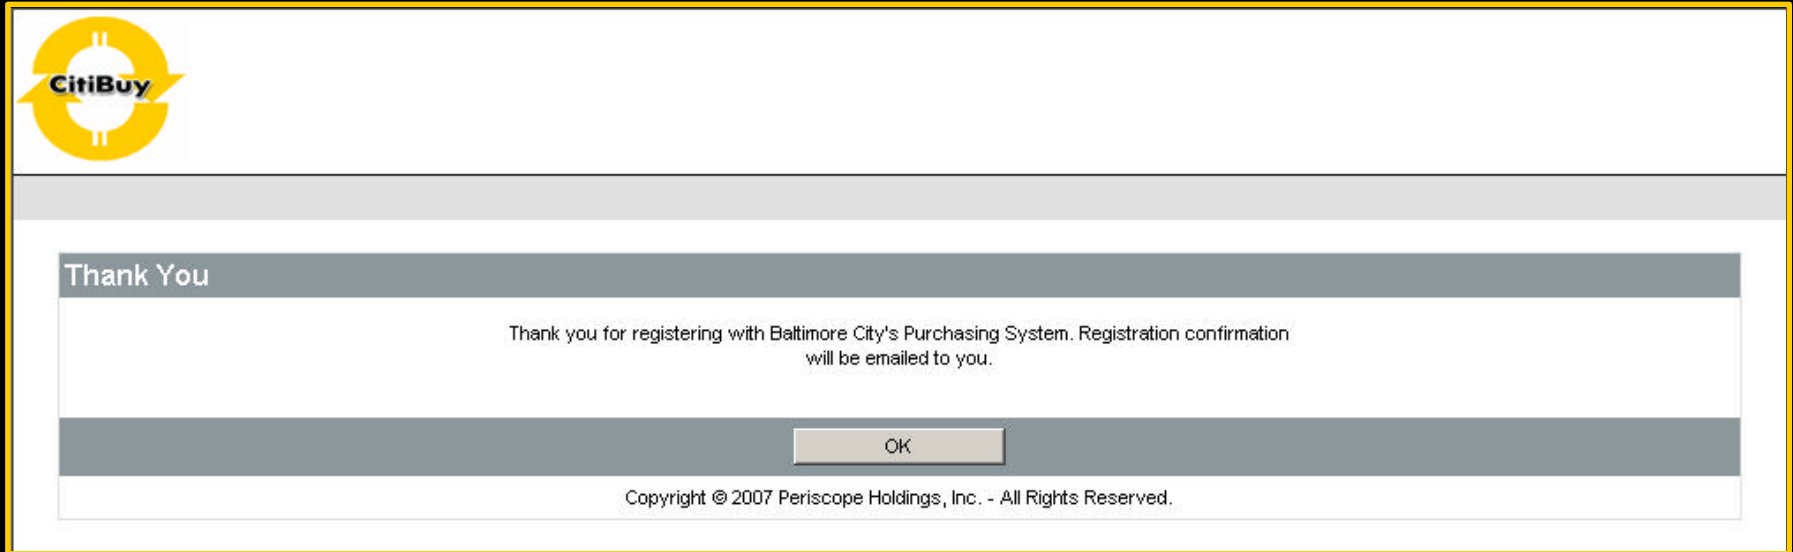 CitiBuy
Thank You
Thank you for registering with Baltimore City's Purchasing System. Registration confirmation
will be emailed to you.
OK
Copyright © 2007 Periscope Holdings, Inc. - All Rights Reserved.